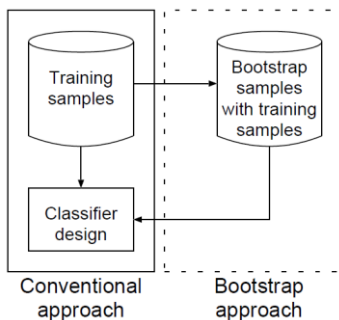 Training
samples
Bootstrap
samples
with training
samples
Classifier
design
Conventional
approach
Bootstrap
approach